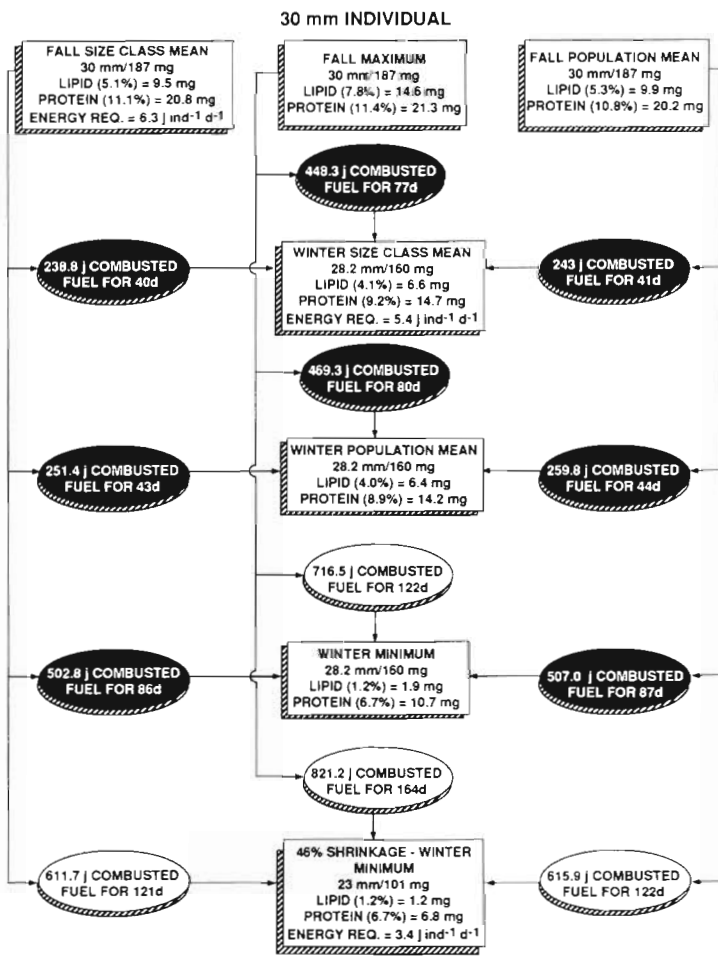 30 mm INDIVIDUAL
FALL SIZE CLASS MEAN
30 mm/187 mg
LIPID (5.1%) = 9.5 mg
PROTEIN (11.1%) = 20.8 mg
ENERGY REQ. = 6.3 j ind⁻¹ d⁻¹
FALL MAXIMUM
30 mm/187 mg
LIPID (7.8%) = 14.6 mg
PROTEIN (11.4%) = 21.3 mg
FALL POPULATION MEAN
30 mm/187 mg
LIPID (5.3%) = 9.9 mg
PROTEIN (10.8%) = 20.2 mg
448.3 j COMBUSTED
FUEL FOR 77d
238.8 j COMBUSTED
FUEL FOR 40d
WINTER SIZE CLASS MEAN
28.2 mm/160 mg
LIPID (4.1%) = 6.6 mg
PROTEIN (9.2%) = 14.7 mg
ENERGY REQ. = 5.4 j ind⁻¹ d⁻¹
243 j COMBUSTED
FUEL FOR 41d
469.3 j COMBUSTED
FUEL FOR 80d
251.4 j COMBUSTED
FUEL FOR 43d
WINTER POPULATION MEAN
28.2 mm/160 mg
LIPID (4.0%) = 6.4 mg
PROTEIN (8.9%) = 14.2 mg
259.8 j COMBUSTED
FUEL FOR 44d
716.5 j COMBUSTED
FUEL FOR 122d
502.8 j COMBUSTED
FUEL FOR 86d
WINTER MINIMUM
28.2 mm/160 mg
LIPID (1.2%) = 1.9 mg
PROTEIN (6.7%) = 10.7 mg
507.0 j COMBUSTED
FUEL FOR 87d
821.2 j COMBUSTED
FUEL FOR 164d
611.7 j COMBUSTED
FUEL FOR 121d
46% SHRINKAGE - WINTER
MINIMUM
23 mm/101 mg
LIPID (1.2%) = 1.2 mg
PROTEIN (6.7%) = 6.8 mg
ENERGY REQ. = 3.4 j ind⁻¹ d⁻¹
615.9 j COMBUSTED
FUEL FOR 122d